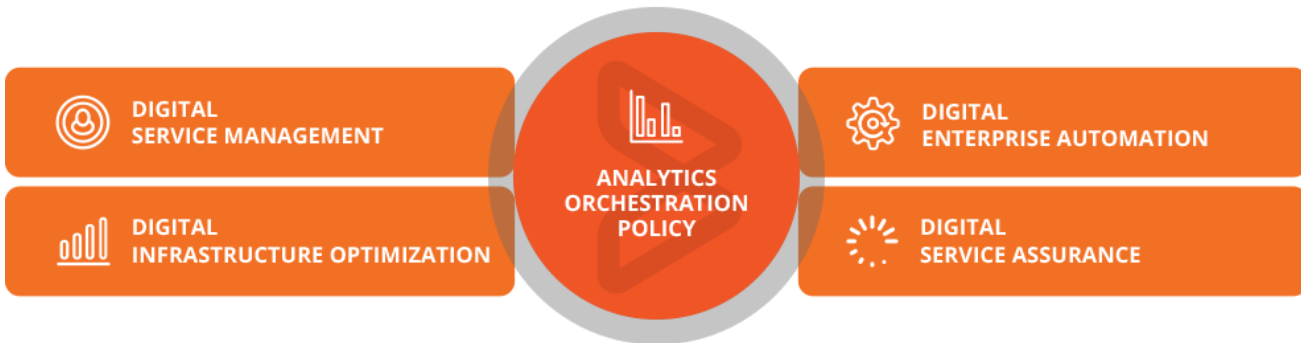 DIGITAL
SERVICE MANAGEMENT
DIGITAL
INFRASTRUCTURE OPTIMIZATION
ANALYTICS
ORCHESTRATION
POLICY
DIGITAL
ENTERPRISE AUTOMATION
DIGITAL
SERVICE ASSURANCE